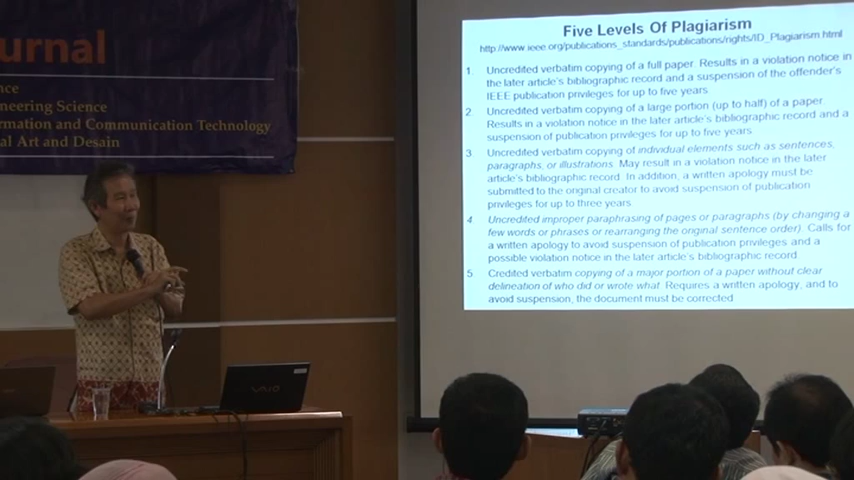 urnal
nce
ngineering Science
formation and Communication Technology
al Art and Desain
Five Levels Of Plagiarism
http://www.ieee.org/publications_standards/publications/rights/ID_Plagiarism.html
1. Uncredited verbatim copying of a full paper. Results in a violation notice in
the later article's bibliographic record and a suspension of the offender's
IEEE publication privileges for up to five years
2. Uncredited verbatim copying of a large portion (up to half) of a paper
Results in a violation notice in the later article's bibliographic record and a
suspension of publication privileges for up to five years
3. Uncredited verbatim copying of individual elements such as sentences,
paragraphs, or illustrations. May result in a violation notice in the later
article's bibliographic record. In addition, a written apology must be
submitted to the original creator to avoid suspension of publication
privileges for up to three years
4. Uncredited improper paraphrasing of pages or paragraphs (by changing a
few words or phrases or rearranging the original sentence order). Calls for
a written apology to avoid suspension of publication privileges and a
possible violation notice in the later article's bibliographic record.
5. Credited verbatim copying of a major portion of a paper without clear
delineation of who did or wrote what. Requires a written apology, and to
avoid suspension, the document must be corrected
VAIO